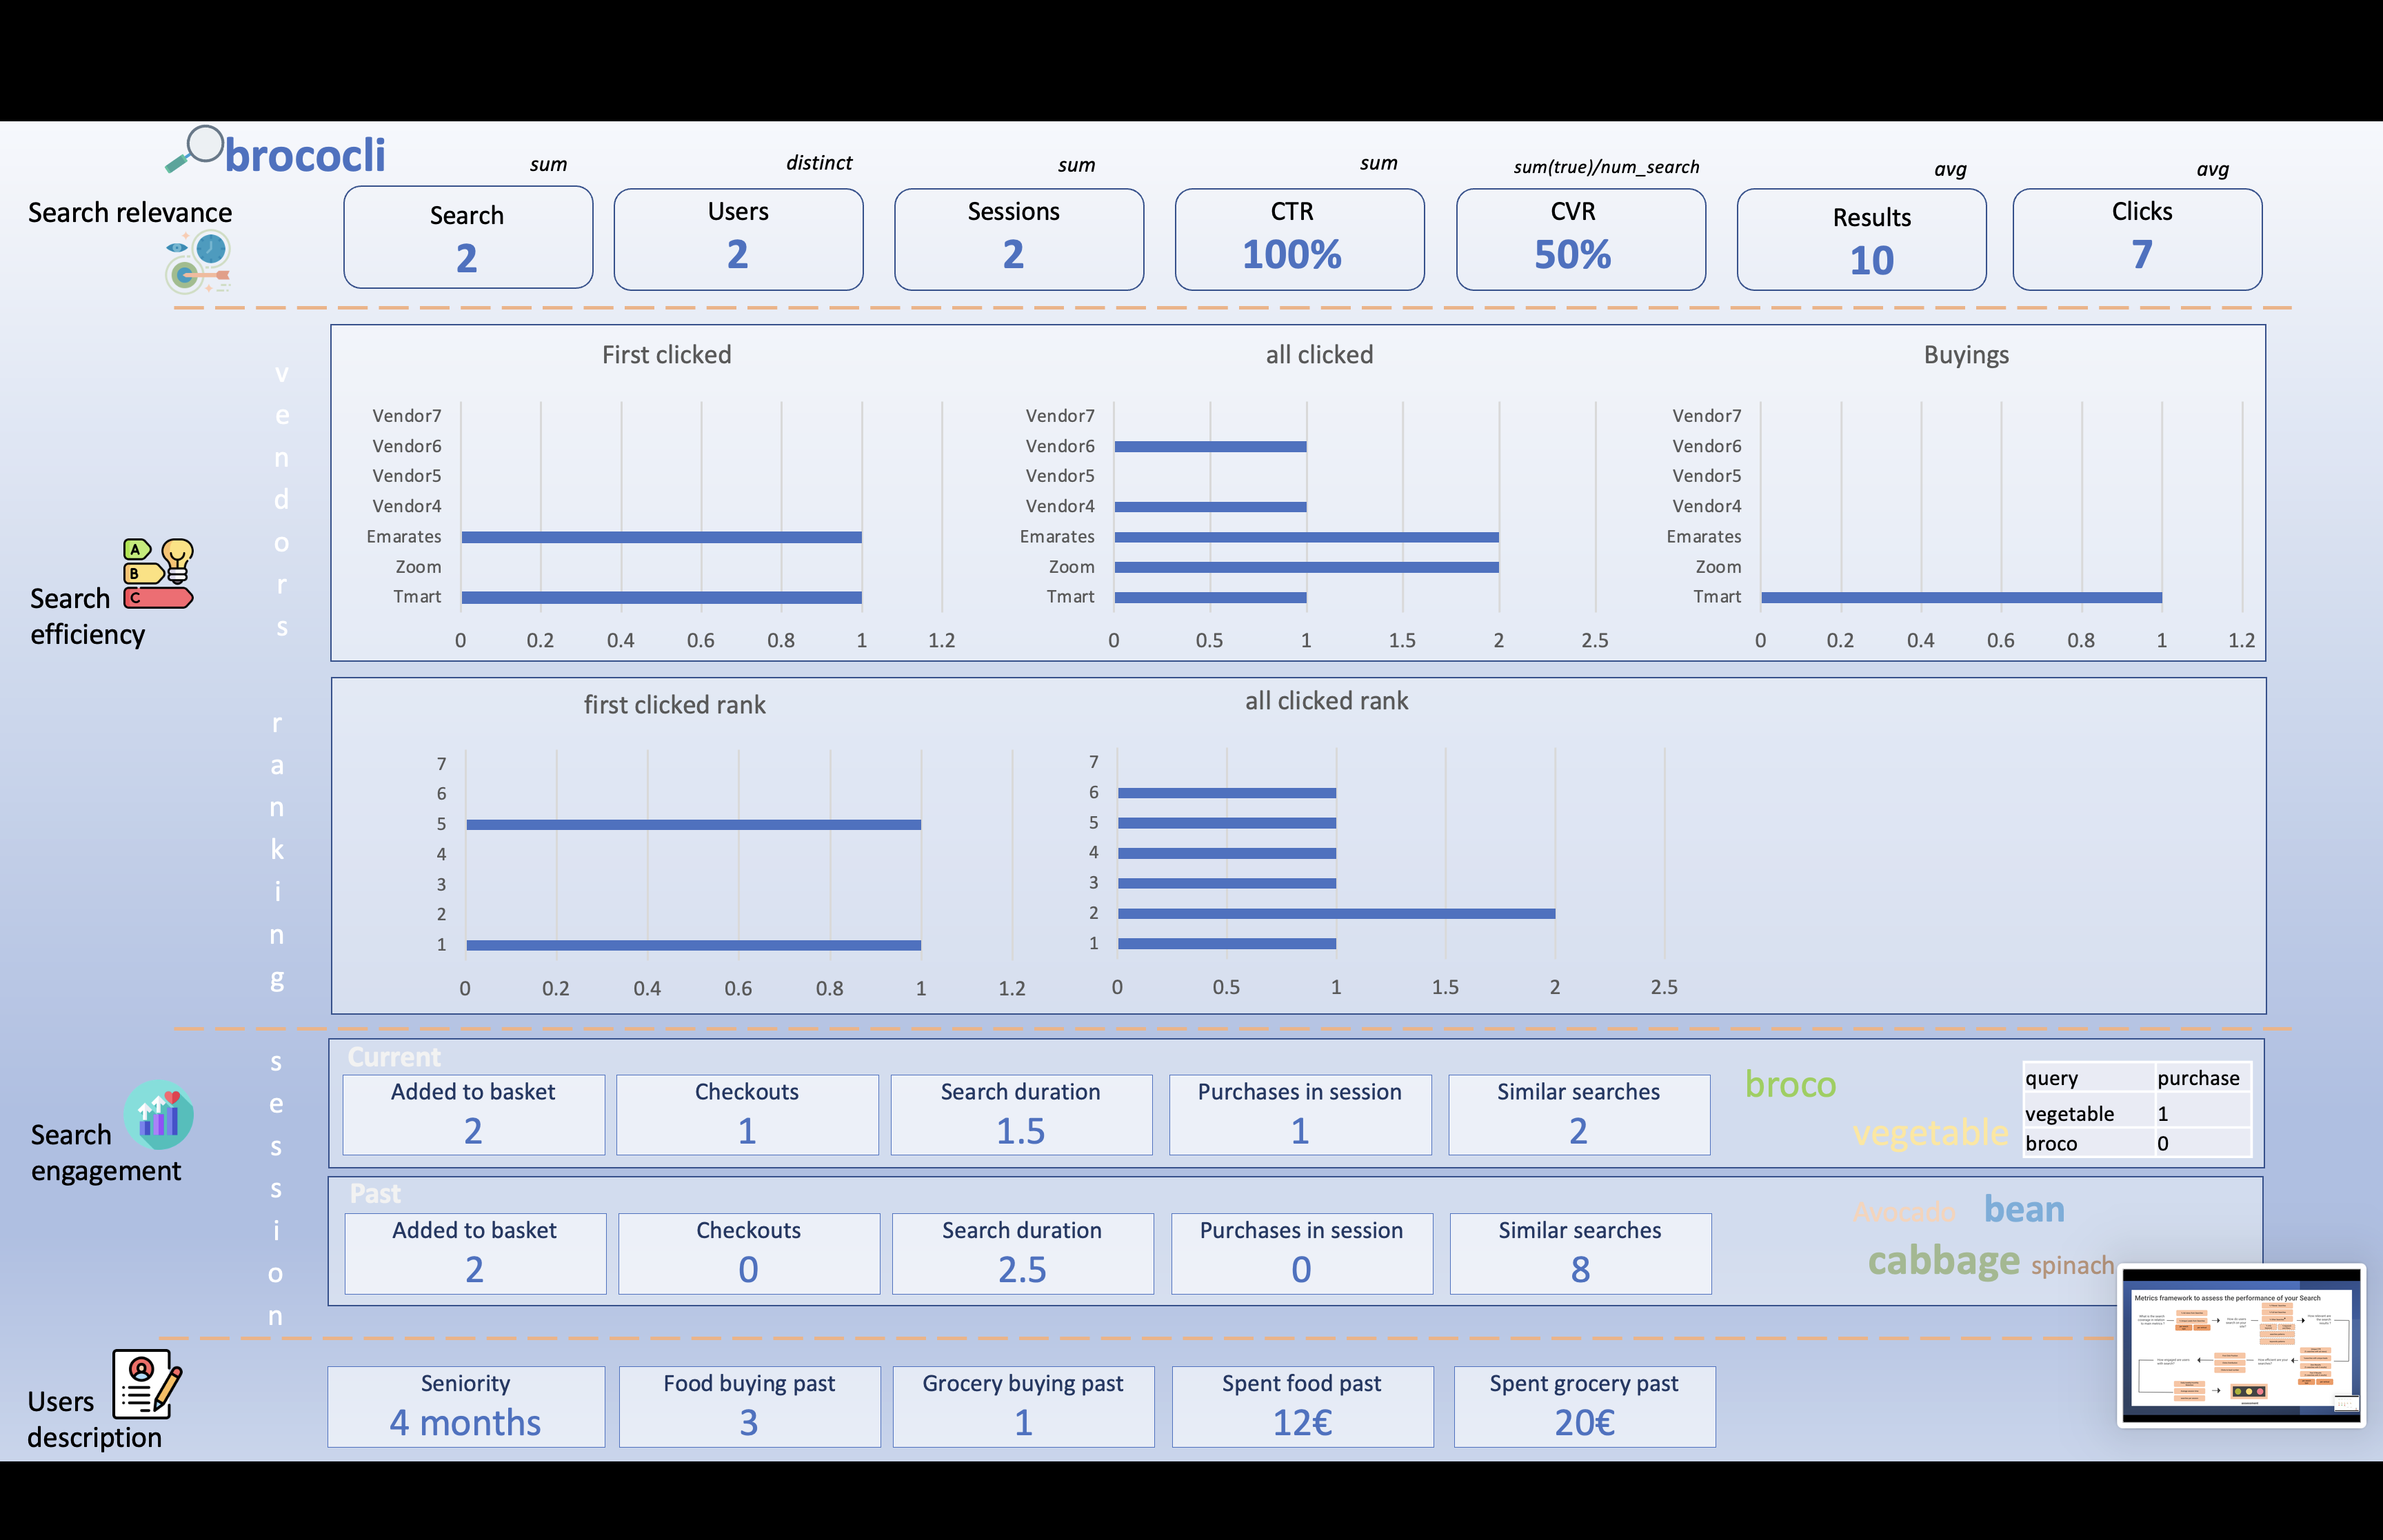 brococli
sum distinct sum sum sum(true)/num_search avg avg
Search relevance
Search Users Sessions CTR CVR Results Clicks
2 2 2 100% 50% 10 7
vendors
First clicked all clicked Buyings
Vendor7 Vendor7 Vendor7
Vendor6 Vendor6 Vendor6
Vendor5 Vendor5 Vendor5
Vendor4 Vendor4 Vendor4
Emarates Emarates Emarates
Zoom Zoom Zoom
Tmart Tmart Tmart
0 0.2 0.4 0.6 0.8 1 1.2 0 0.5 1 1.5 2 2.5 0 0.2 0.4 0.6 0.8 1 1.2
A
B
C
Search
efficiency
ranking
first clicked rank all clicked rank
7 7
6 6
5 5
4 4
3 3
2 2
1 1
0 0.2 0.4 0.6 0.8 1 1.2 0 0.5 1 1.5 2 2.5
session
Search
engagement
Current
Added to basket Checkouts Search duration Purchases in session Similar searches
2 1 1.5 1 2
broco
vegetable
query purchase
vegetable 1
broco 0
Past
Added to basket Checkouts Search duration Purchases in session Similar searches
2 0 2.5 0 8
Avocado bean
cabbage spinach
Metrics framework to assess the performance of your Search
Users
description
Seniority Food buying past Grocery buying past Spent food past Spent grocery past
4 months 3 1 12€ 20€